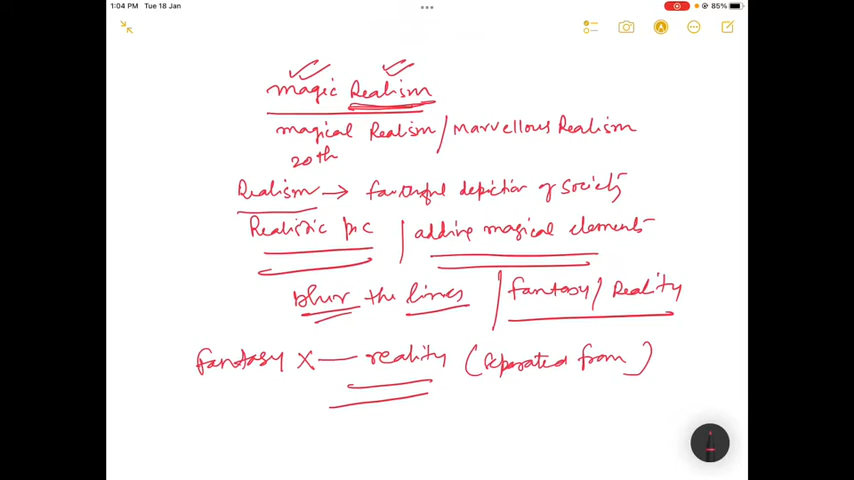 1:04 PM Tue 18 Jan
85%
magic Realism
magical Realism / Marvellous Realism
20th
Realism → faithful depiction of Society
Realistic pic | adding magical elements
blur the lines | fantasy / Reality
fantasy X — reality (separated from)